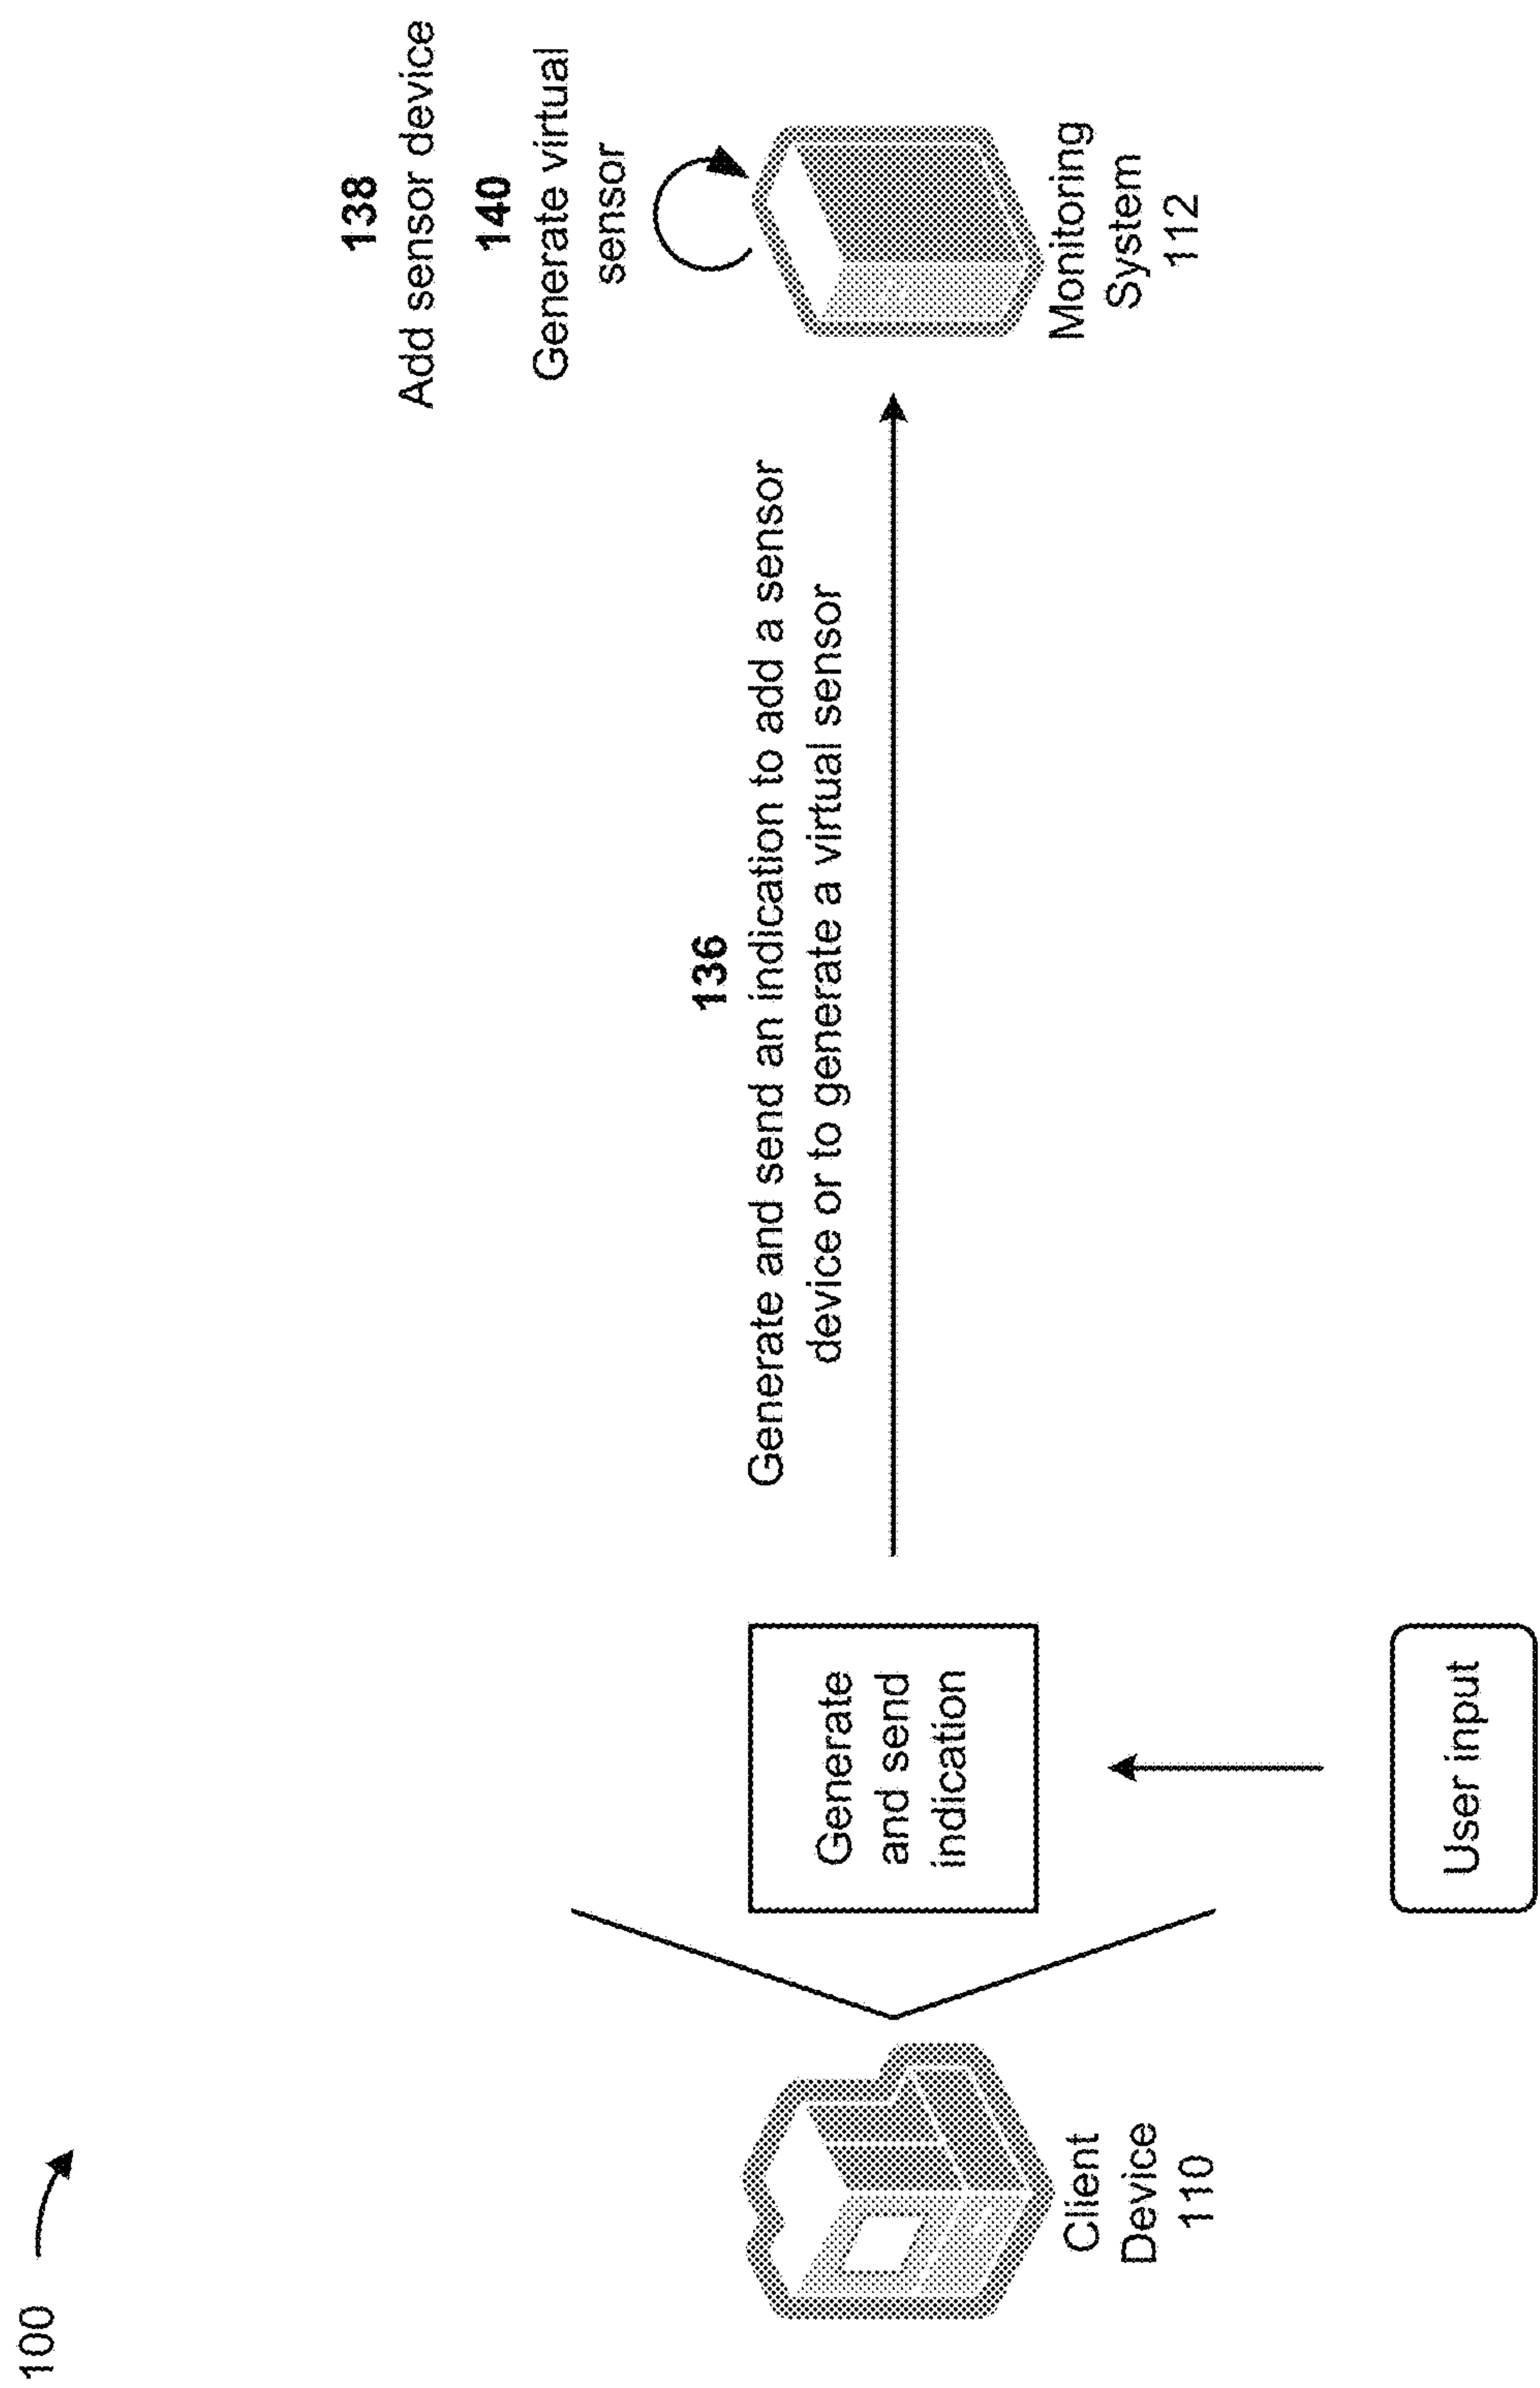 100
138
Add sensor device
140
Generate virtual
sensor
136
Generate and send an indication to add a sensor
device or to generate a virtual sensor
Generate
and send
indication
Client
Device
110
Monitoring
System
112
User input